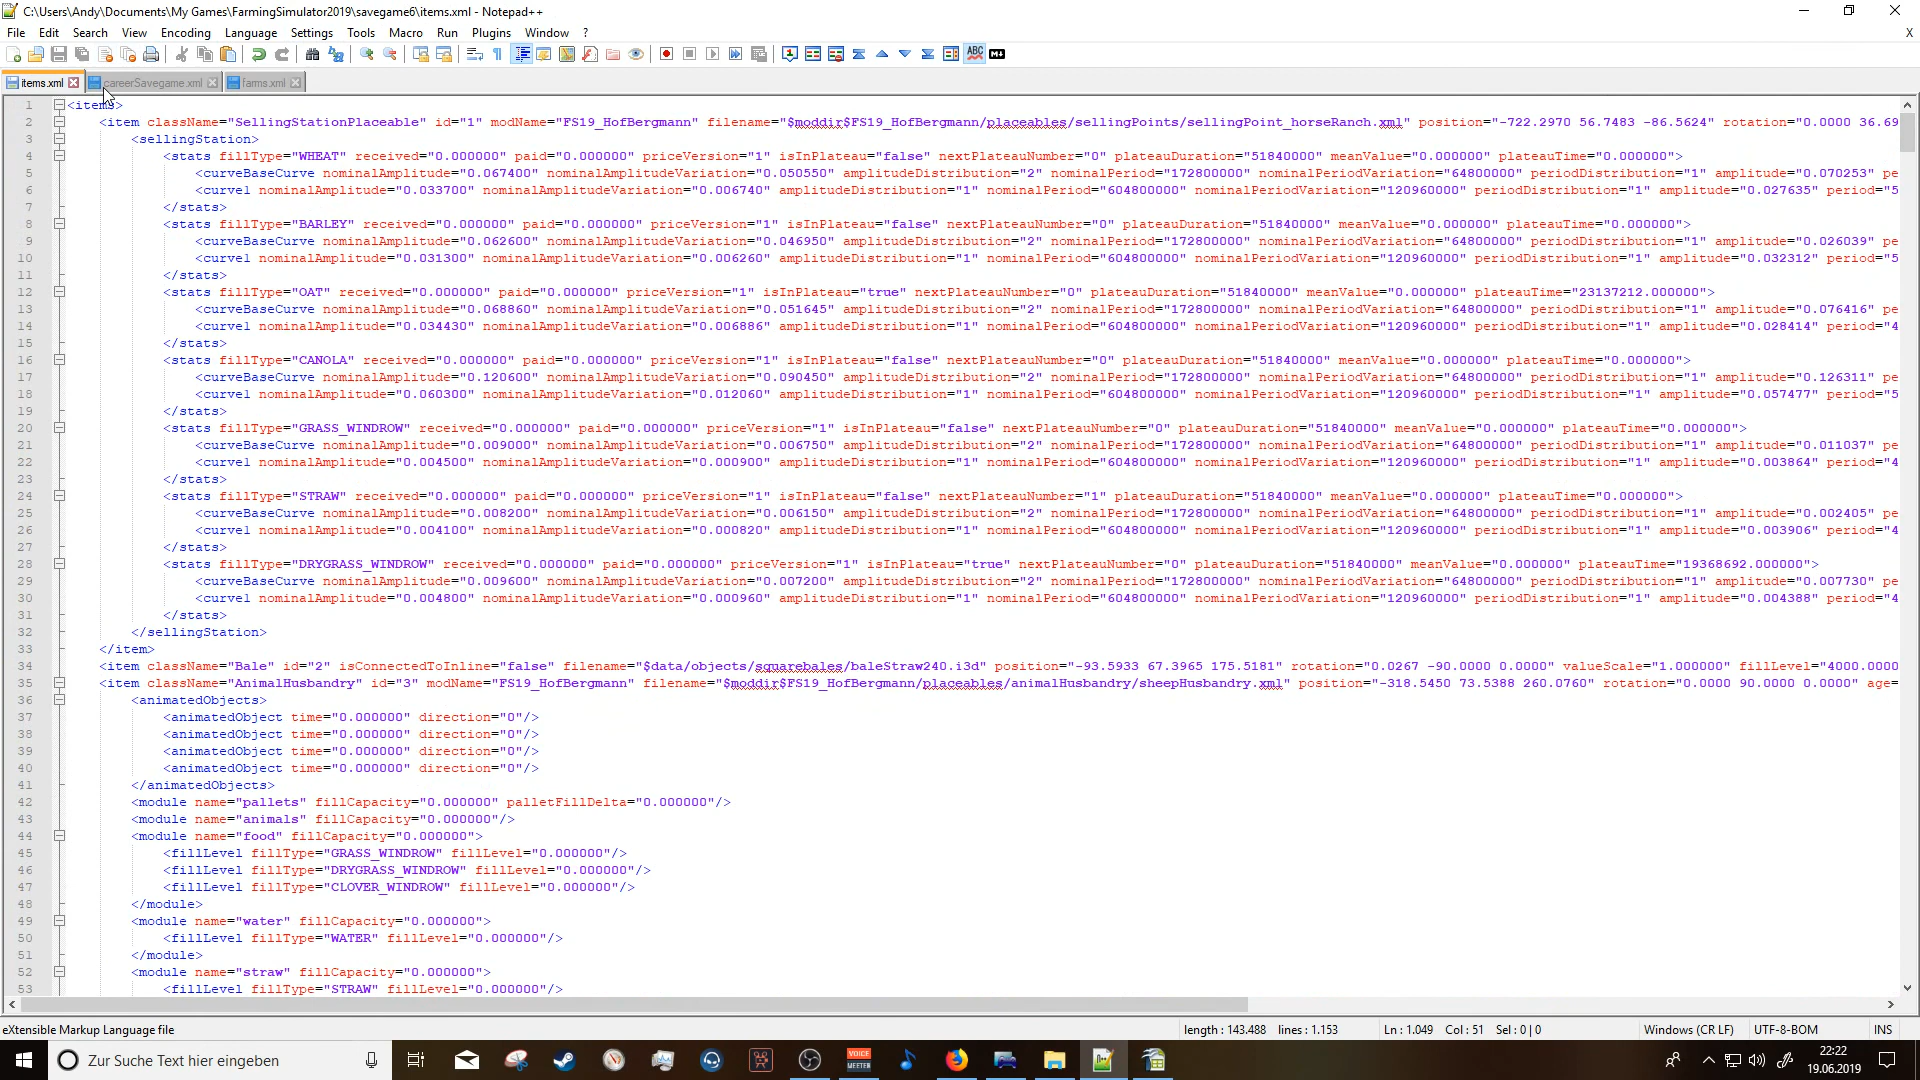 C:\Users\Andy\Documents\My Games\FarmingSimulator2019\savegame6\items.xml - Notepad++
File Edit Search View Encoding Language Settings Tools Macro Run Plugins Window ? X
items.xml careerSavegame.xml farms.xml
1 <items>
2 <item className="SellingStationPlaceable" id="1" modName="FS19_HofBergmann" filename="$moddir$FS19_HofBergmann/placeables/sellingPoints/sellingPoint_horseRanch.xml" position="-722.2970 56.7483 -86.5624" rotation="0.0000 36.69
3 <sellingStation>
4 <stats fillType="WHEAT" received="0.000000" paid="0.000000" priceVersion="1" isInPlateau="false" nextPlateauNumber="0" plateauDuration="51840000" meanValue="0.000000" plateauTime="0.000000">
5 <curveBaseCurve nominalAmplitude="0.067400" nominalAmplitudeVariation="0.050550" amplitudeDistribution="2" nominalPeriod="172800000" nominalPeriodVariation="64800000" periodDistribution="1" amplitude="0.070253" pe
6 <curve1 nominalAmplitude="0.033700" nominalAmplitudeVariation="0.006740" amplitudeDistribution="1" nominalPeriod="604800000" nominalPeriodVariation="120960000" periodDistribution="1" amplitude="0.027635" period="5
7 </stats>
8 <stats fillType="BARLEY" received="0.000000" paid="0.000000" priceVersion="1" isInPlateau="false" nextPlateauNumber="0" plateauDuration="51840000" meanValue="0.000000" plateauTime="0.000000">
9 <curveBaseCurve nominalAmplitude="0.062600" nominalAmplitudeVariation="0.046950" amplitudeDistribution="2" nominalPeriod="172800000" nominalPeriodVariation="64800000" periodDistribution="1" amplitude="0.026039" pe
10 <curve1 nominalAmplitude="0.031300" nominalAmplitudeVariation="0.006260" amplitudeDistribution="1" nominalPeriod="604800000" nominalPeriodVariation="120960000" periodDistribution="1" amplitude="0.032312" period="5
11 </stats>
12 <stats fillType="OAT" received="0.000000" paid="0.000000" priceVersion="1" isInPlateau="true" nextPlateauNumber="0" plateauDuration="51840000" meanValue="0.000000" plateauTime="23137212.000000">
13 <curveBaseCurve nominalAmplitude="0.068860" nominalAmplitudeVariation="0.051645" amplitudeDistribution="2" nominalPeriod="172800000" nominalPeriodVariation="64800000" periodDistribution="1" amplitude="0.076416" pe
14 <curve1 nominalAmplitude="0.034430" nominalAmplitudeVariation="0.006886" amplitudeDistribution="1" nominalPeriod="604800000" nominalPeriodVariation="120960000" periodDistribution="1" amplitude="0.028414" period="4
15 </stats>
16 <stats fillType="CANOLA" received="0.000000" paid="0.000000" priceVersion="1" isInPlateau="false" nextPlateauNumber="0" plateauDuration="51840000" meanValue="0.000000" plateauTime="0.000000">
17 <curveBaseCurve nominalAmplitude="0.120600" nominalAmplitudeVariation="0.090450" amplitudeDistribution="2" nominalPeriod="172800000" nominalPeriodVariation="64800000" periodDistribution="1" amplitude="0.126311" pe
18 <curve1 nominalAmplitude="0.060300" nominalAmplitudeVariation="0.012060" amplitudeDistribution="1" nominalPeriod="604800000" nominalPeriodVariation="120960000" periodDistribution="1" amplitude="0.057477" period="5
19 </stats>
20 <stats fillType="GRASS_WINDROW" received="0.000000" paid="0.000000" priceVersion="1" isInPlateau="false" nextPlateauNumber="0" plateauDuration="51840000" meanValue="0.000000" plateauTime="0.000000">
21 <curveBaseCurve nominalAmplitude="0.009000" nominalAmplitudeVariation="0.006750" amplitudeDistribution="2" nominalPeriod="172800000" nominalPeriodVariation="64800000" periodDistribution="1" amplitude="0.011037" pe
22 <curve1 nominalAmplitude="0.004500" nominalAmplitudeVariation="0.000900" amplitudeDistribution="1" nominalPeriod="604800000" nominalPeriodVariation="120960000" periodDistribution="1" amplitude="0.003864" period="4
23 </stats>
24 <stats fillType="STRAW" received="0.000000" paid="0.000000" priceVersion="1" isInPlateau="false" nextPlateauNumber="1" plateauDuration="51840000" meanValue="0.000000" plateauTime="0.000000">
25 <curveBaseCurve nominalAmplitude="0.008200" nominalAmplitudeVariation="0.006150" amplitudeDistribution="2" nominalPeriod="172800000" nominalPeriodVariation="64800000" periodDistribution="1" amplitude="0.002405" pe
26 <curve1 nominalAmplitude="0.004100" nominalAmplitudeVariation="0.000820" amplitudeDistribution="1" nominalPeriod="604800000" nominalPeriodVariation="120960000" periodDistribution="1" amplitude="0.003906" period="4
27 </stats>
28 <stats fillType="DRYGRASS_WINDROW" received="0.000000" paid="0.000000" priceVersion="1" isInPlateau="true" nextPlateauNumber="0" plateauDuration="51840000" meanValue="0.000000" plateauTime="19368692.000000">
29 <curveBaseCurve nominalAmplitude="0.009600" nominalAmplitudeVariation="0.007200" amplitudeDistribution="2" nominalPeriod="172800000" nominalPeriodVariation="64800000" periodDistribution="1" amplitude="0.007730" pe
30 <curve1 nominalAmplitude="0.004800" nominalAmplitudeVariation="0.000960" amplitudeDistribution="1" nominalPeriod="604800000" nominalPeriodVariation="120960000" periodDistribution="1" amplitude="0.004388" period="4
31 </stats>
32 </sellingStation>
33 </item>
34 <item className="Bale" id="2" isConnectedToInline="false" filename="$data/objects/squarebales/baleStraw240.i3d" position="-93.5933 67.3965 175.5181" rotation="0.0267 -90.0000 0.0000" valueScale="1.000000" fillLevel="4000.0000
35 <item className="AnimalHusbandry" id="3" modName="FS19_HofBergmann" filename="$moddir$FS19_HofBergmann/placeables/animalHusbandry/sheepHusbandry.xml" position="-318.5450 73.5388 260.0760" rotation="0.0000 90.0000 0.0000" age=
36 <animatedObjects>
37 <animatedObject time="0.000000" direction="0"/>
38 <animatedObject time="0.000000" direction="0"/>
39 <animatedObject time="0.000000" direction="0"/>
40 <animatedObject time="0.000000" direction="0"/>
41 </animatedObjects>
42 <module name="pallets" fillCapacity="0.000000" palletFillDelta="0.000000"/>
43 <module name="animals" fillCapacity="0.000000"/>
44 <module name="food" fillCapacity="0.000000">
45 <fillLevel fillType="GRASS_WINDROW" fillLevel="0.000000"/>
46 <fillLevel fillType="DRYGRASS_WINDROW" fillLevel="0.000000"/>
47 <fillLevel fillType="CLOVER_WINDROW" fillLevel="0.000000"/>
48 </module>
49 <module name="water" fillCapacity="0.000000">
50 <fillLevel fillType="WATER" fillLevel="0.000000"/>
51 </module>
52 <module name="straw" fillCapacity="0.000000">
53 <fillLevel fillType="STRAW" fillLevel="0.000000"/>
eXtensible Markup Language file length : 143.488 lines : 1.153 Ln : 1.049 Col : 51 Sel : 0 | 0 Windows (CR LF) UTF-8-BOM INS
Zur Suche Text hier eingeben
VOICE MEETER
22:22
19.06.2019